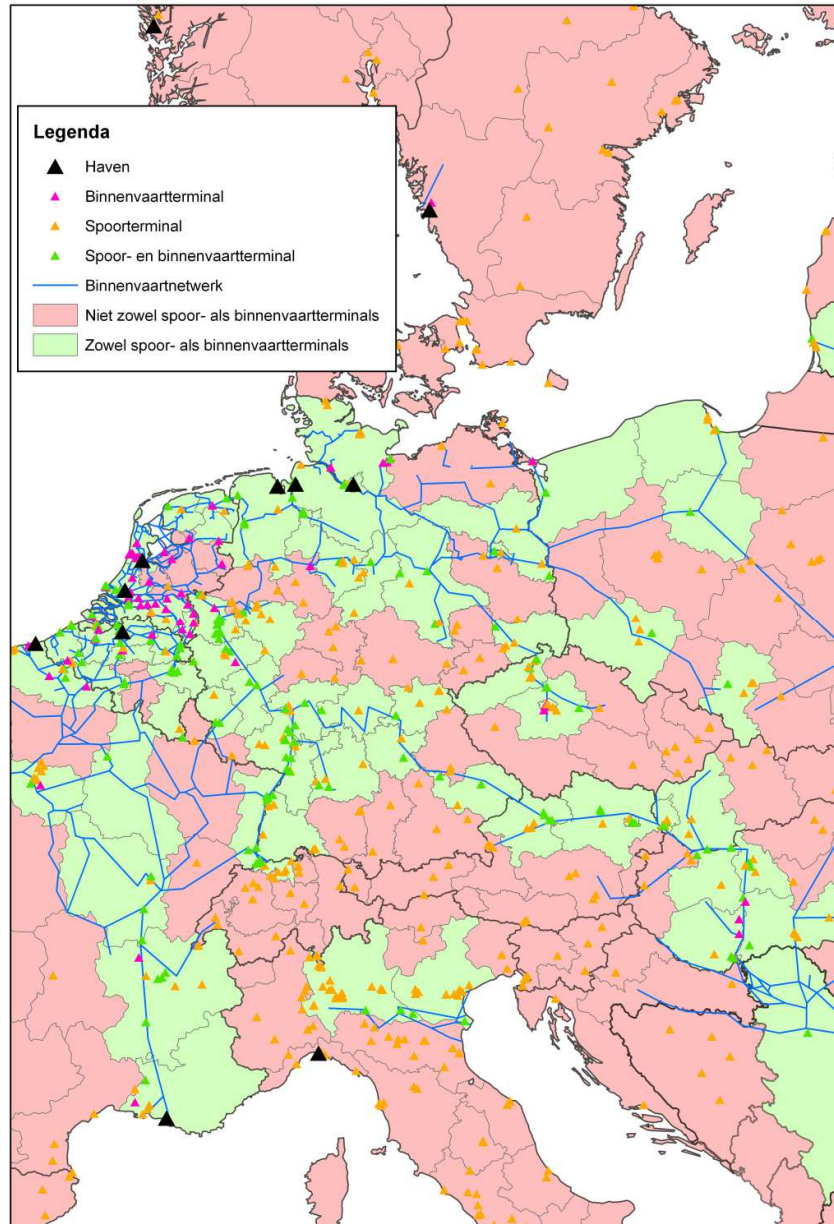 Legenda
Haven
Binnenvaartterminal
Spoorterminal
Spoor- en binnenvaartterminal
Binnenvaartnetwerk
Niet zowel spoor- als binnenvaartterminals
Zowel spoor- als binnenvaartterminals